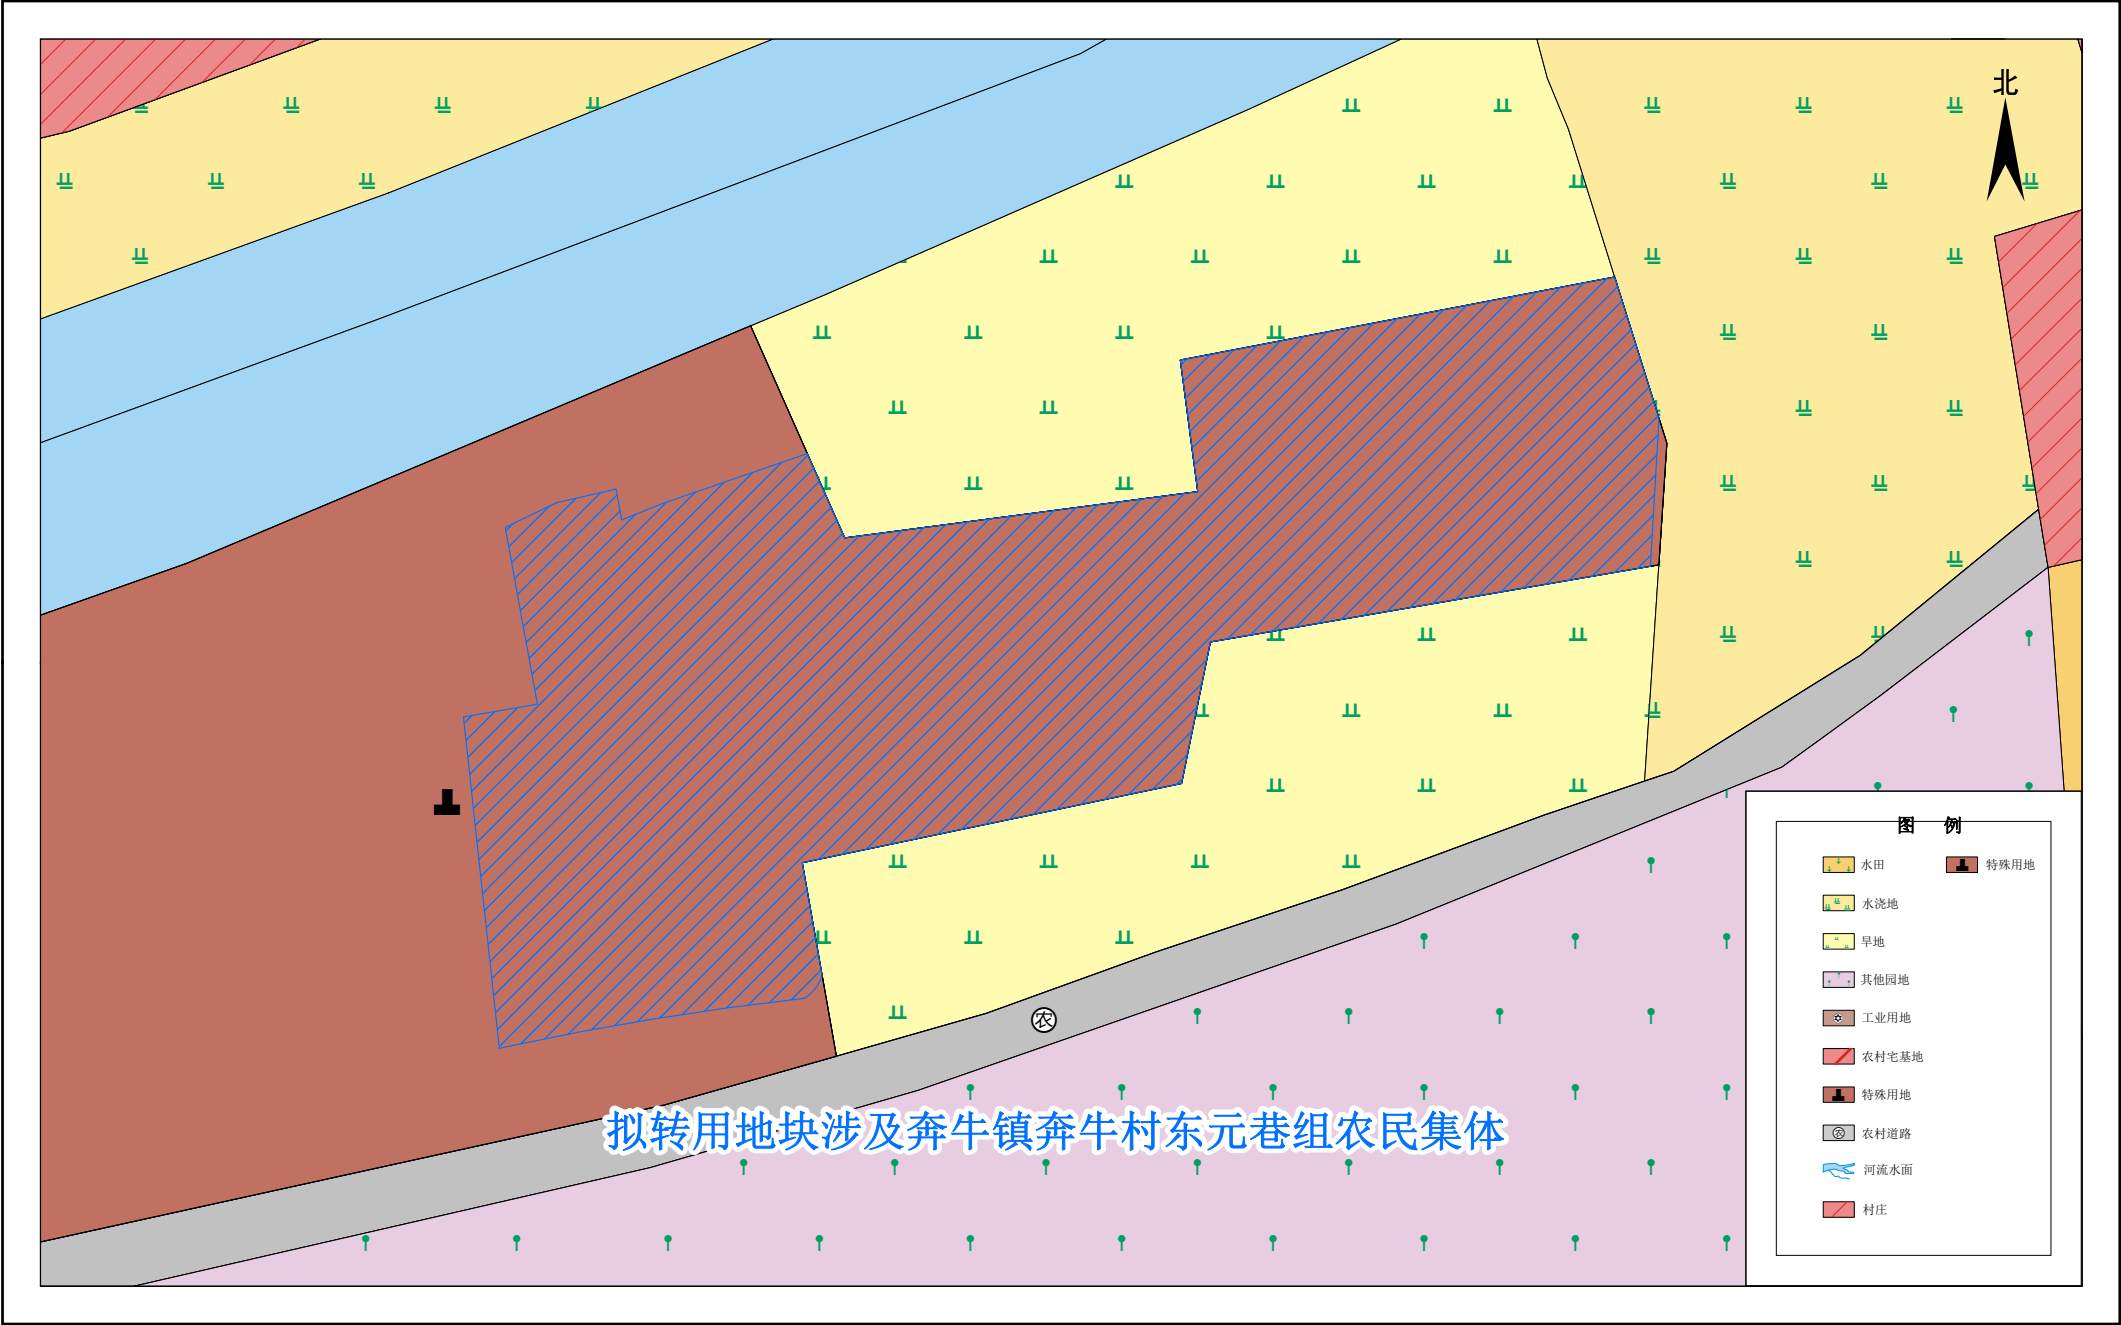 北
农
拟转用地块涉及奔牛镇奔牛村东元巷组农民集体
图 例
水田
特殊用地
水浇地
旱地
其他园地
工业用地
农村宅基地
特殊用地
农
农村道路
河流水面
村庄